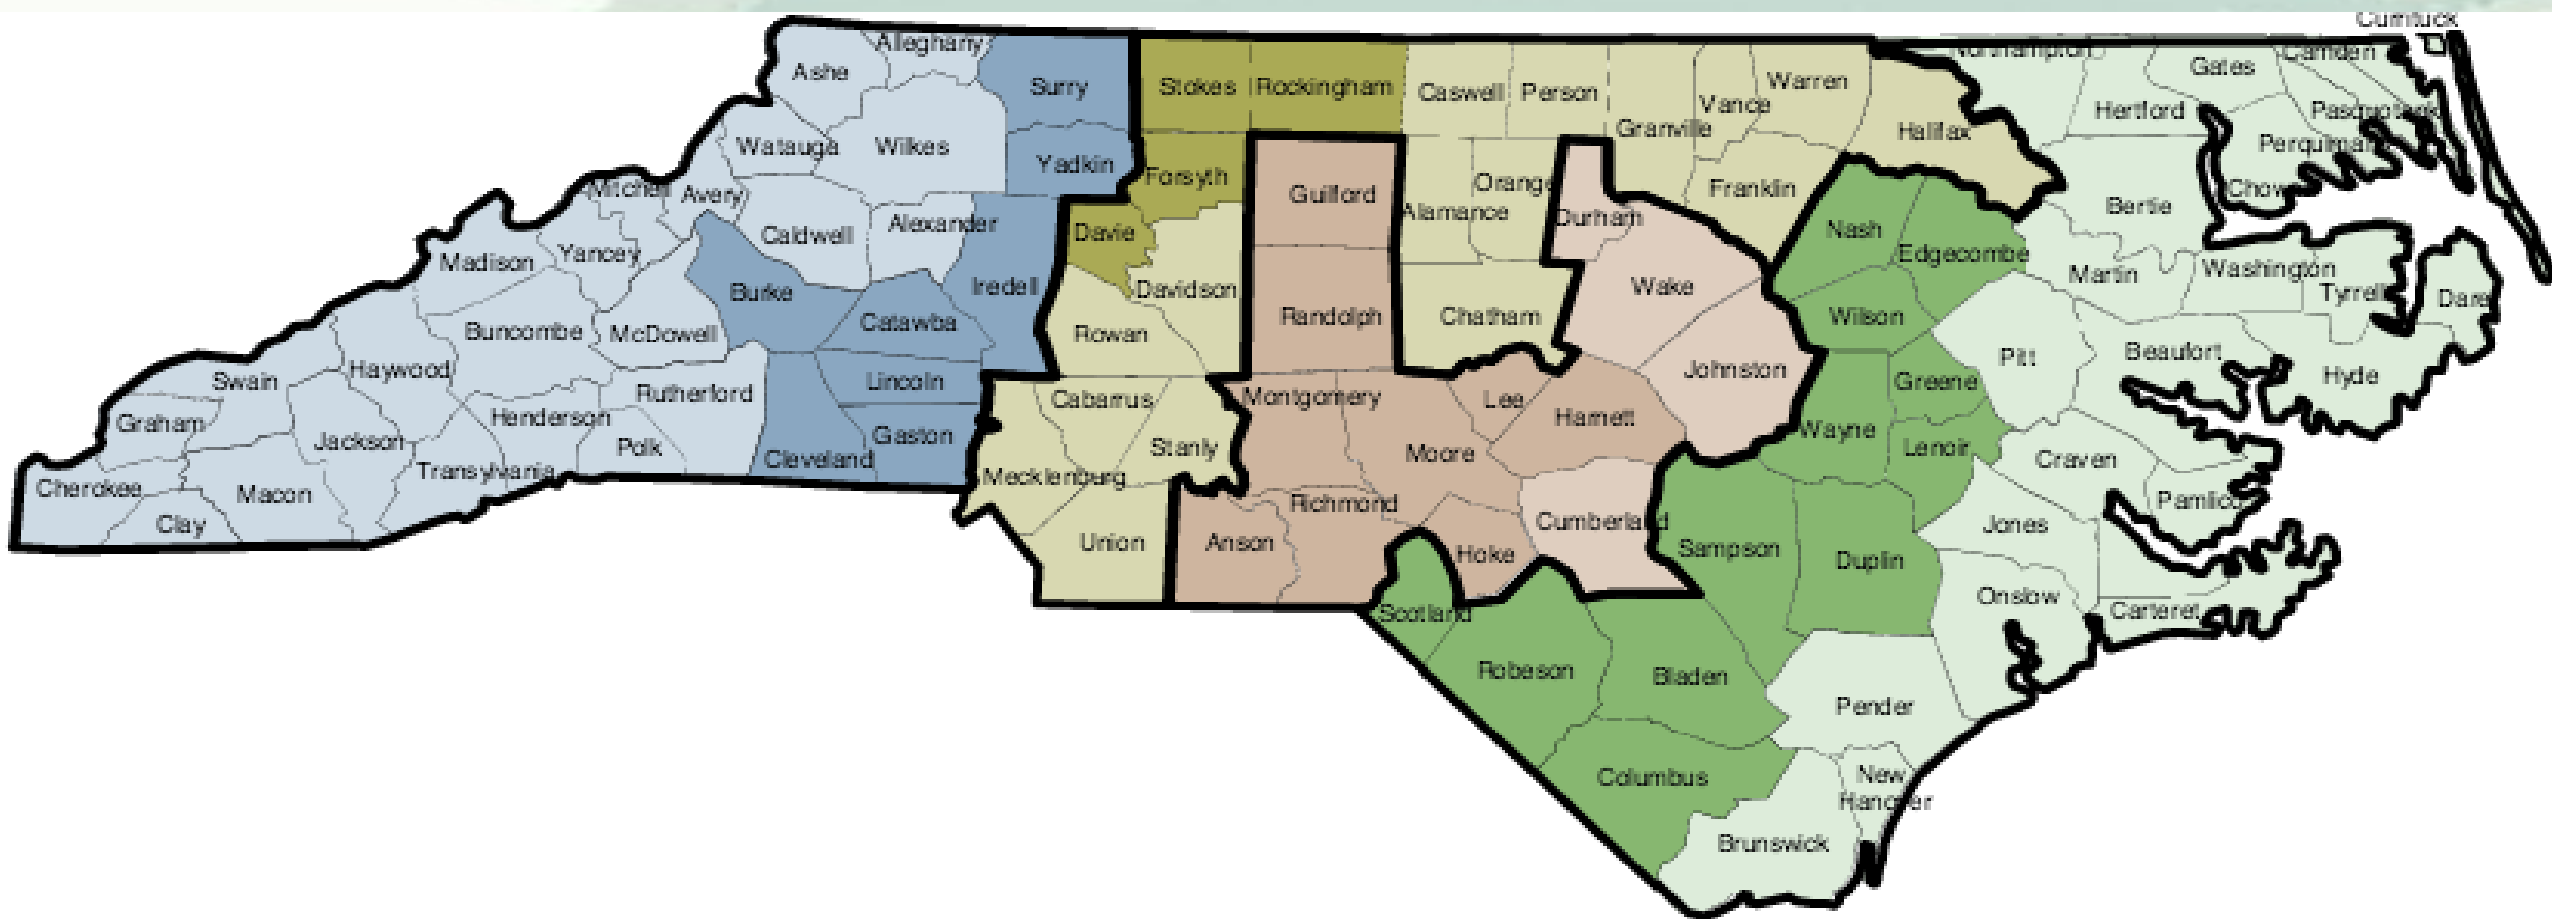 Currituck
Alleghany
Northampton
Camden
Ashe
Surry
Stokes
Rockingham
Caswell
Person
Vance
Warren
Gates
Granville
Halifax
Hertford
Pasquotank
Perquimans
Watauga
Wilkes
Yadkin
Forsyth
Guilford
Orange
Franklin
Mitchell
Avery
Caldwell
Alexander
Davie
Alamance
Durham
Nash
Edgecombe
Bertie
Chow
Madison
Yancey
Burke
Iredell
Davidson
Wake
Martin
Washington
Tyrrell
Dare
Buncombe
McDowell
Catawba
Rowan
Randolph
Chatham
Wilson
Pitt
Beaufort
Hyde
Swain
Haywood
Rutherford
Lincoln
Cabarrus
Montgomery
Lee
Johnston
Greene
Graham
Jackson
Henderson
Polk
Gaston
Stanly
Moore
Harnett
Wayne
Lenoir
Craven
Cherokee
Macon
Transylvania
Cleveland
Mecklenburg
Richmond
Pamlico
Clay
Union
Anson
Hoke
Cumberland
Sampson
Duplin
Jones
Onslow
Carteret
Scotland
Robeson
Bladen
Pender
Columbus
New
Hanover
Brunswick